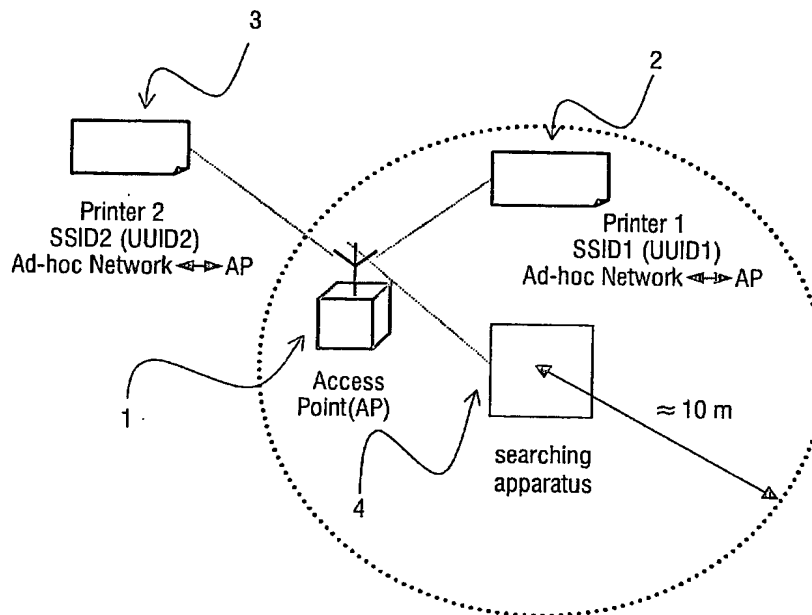 3
2
Printer 2
SSID2 (UUID2)
Ad-hoc Network AP
Printer 1
SSID1 (UUID1)
Ad-hoc Network AP
1
Access
Point(AP)
≈ 10 m
searching
apparatus
4